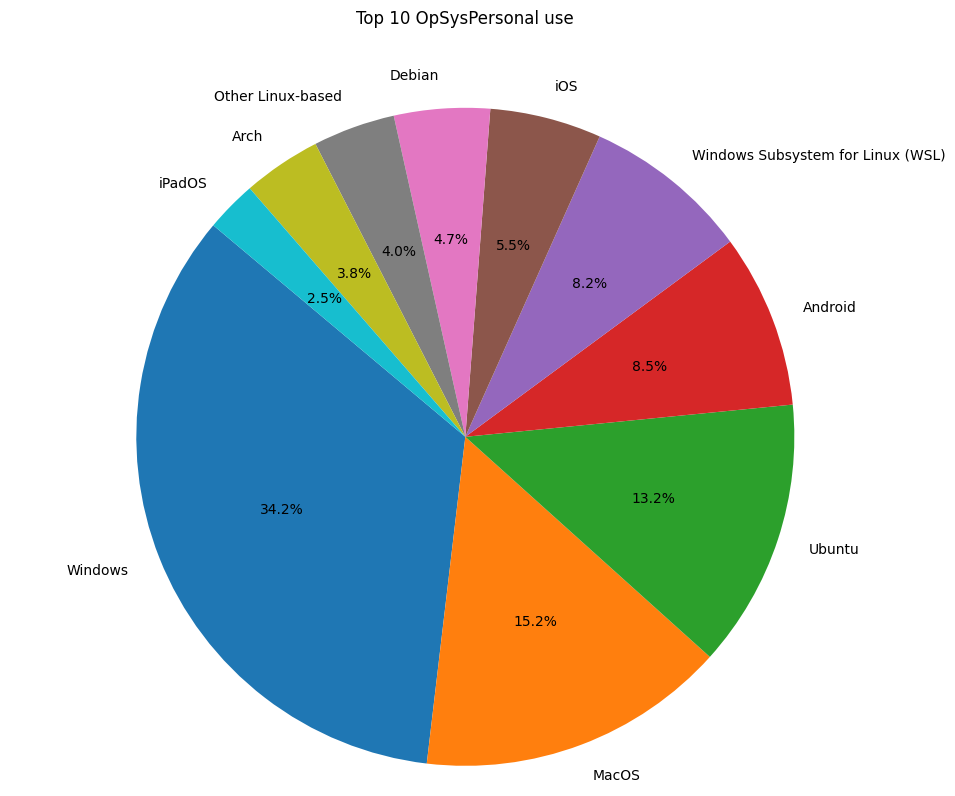 Top 10 OpSysPersonal use
Debian
iOS
Other Linux-based
Arch
Windows Subsystem for Linux (WSL)
iPadOS
4.7%
5.5%
4.0%
3.8%
8.2%
2.5%
Android
8.5%
34.2%
13.2%
Ubuntu
Windows
15.2%
MacOS